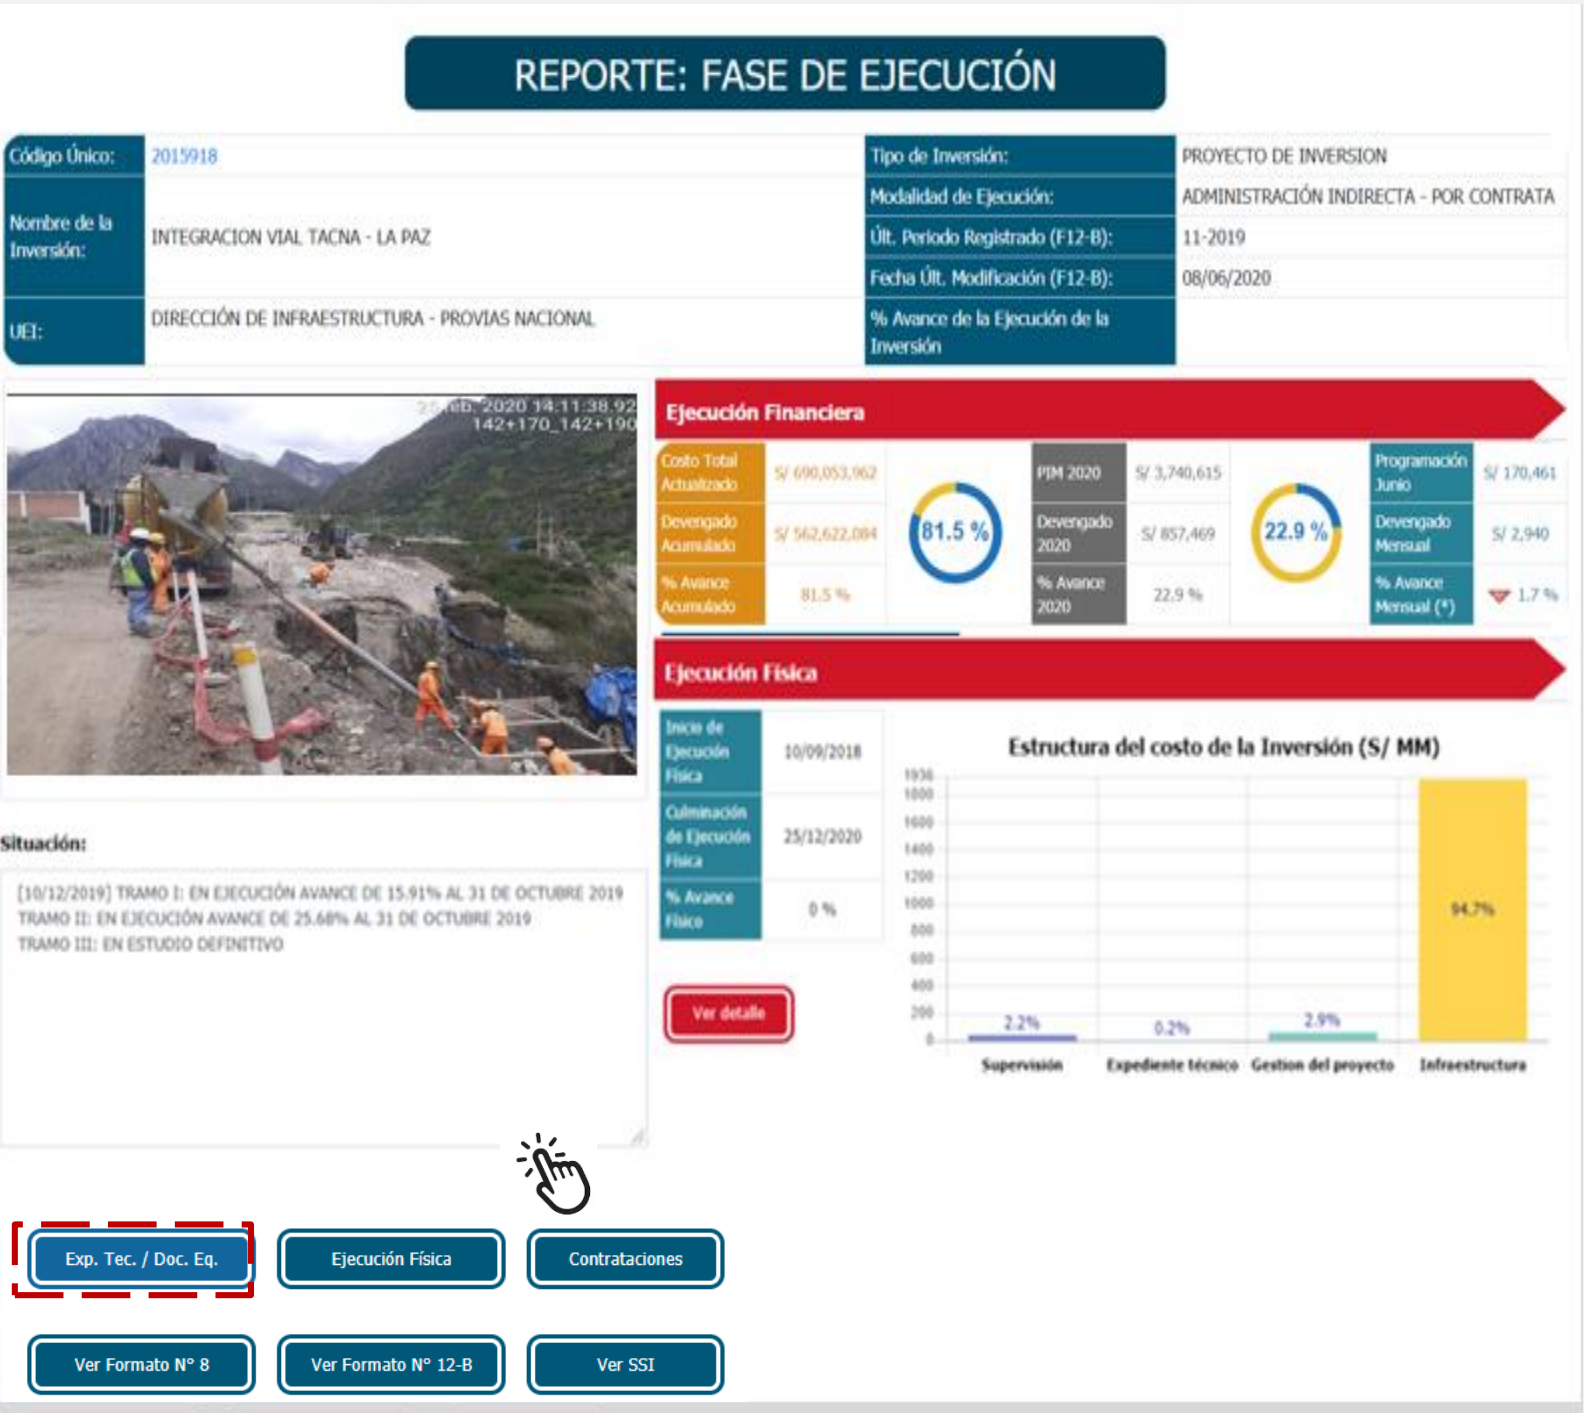 REPORTE: FASE DE EJECUCIÓN
Código Único:
2015918
Nombre de la
Inversión:
INTEGRACION VIAL TACNA - LA PAZ
UEI:
DIRECCIÓN DE INFRAESTRUCTURA - PROVIAS NACIONAL
Tipo de Inversión:
PROYECTO DE INVERSION
Modalidad de Ejecución:
ADMINISTRACIÓN INDIRECTA - POR CONTRATA
Últ. Periodo Registrado (F12-B):
11-2019
Fecha Últ. Modificación (F12-B):
08/06/2020
% Avance de la Ejecución de la
Inversión
feb. 2020 14:11:38.92
142+170_142+190
Situación:
[10/12/2019] TRAMO I: EN EJECUCIÓN AVANCE DE 15.91% AL 31 DE OCTUBRE 2019
TRAMO II: EN EJECUCIÓN AVANCE DE 25.68% AL 31 DE OCTUBRE 2019
TRAMO III: EN ESTUDIO DEFINITIVO
Ejecución Financiera
Costo Total
Actualizado
S/ 690,053,962
Devengado
Acumulado
S/ 562,622,084
% Avance
Acumulado
81.5 %
81.5 %
PIM 2020
S/ 3,740,615
Devengado
2020
S/ 857,469
% Avance
2020
22.9 %
22.9 %
Programación
Junio
S/ 170,461
Devengado
Mensual
S/ 2,940
% Avance
Mensual (*)
1.7 %
Ejecución Física
Inicio de
Ejecución
Física
10/09/2018
Culminación
de Ejecución
Física
25/12/2020
% Avance
Físico
0 %
Ver detalle
Estructura del costo de la Inversión (S/ MM)
1936
1800
1600
1400
1200
1000
800
600
400
200
0
2.2%
0.2%
2.9%
94.7%
Supervisión
Expediente técnico
Gestion del proyecto
Infraestructura
Exp. Tec. / Doc. Eq.
Ejecución Física
Contrataciones
Ver Formato N° 8
Ver Formato N° 12-B
Ver SSI